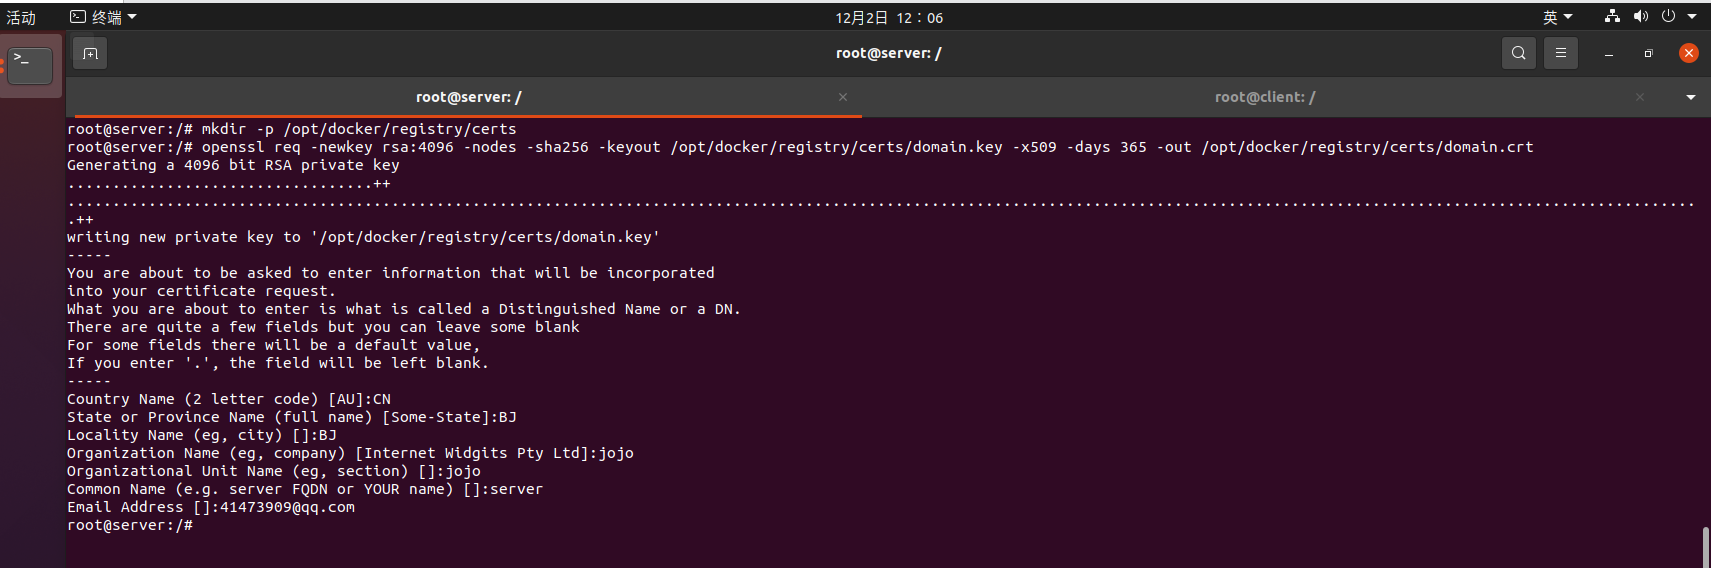 活动 终端 12月2日 12：06 英
root@server: /
root@server: / root@client: /
root@server:/# mkdir -p /opt/docker/registry/certs
root@server:/# openssl req -newkey rsa:4096 -nodes -sha256 -keyout /opt/docker/registry/certs/domain.key -x509 -days 365 -out /opt/docker/registry/certs/domain.crt
Generating a 4096 bit RSA private key
..................................++
.....................................................................................................................................................................................
.++
writing new private key to '/opt/docker/registry/certs/domain.key'
-----
You are about to be asked to enter information that will be incorporated
into your certificate request.
What you are about to enter is what is called a Distinguished Name or a DN.
There are quite a few fields but you can leave some blank
For some fields there will be a default value,
If you enter '.', the field will be left blank.
-----
Country Name (2 letter code) [AU]:CN
State or Province Name (full name) [Some-State]:BJ
Locality Name (eg, city) []:BJ
Organization Name (eg, company) [Internet Widgits Pty Ltd]:jojo
Organizational Unit Name (eg, section) []:jojo
Common Name (e.g. server FQDN or YOUR name) []:server
Email Address []:41473909@qq.com
root@server:/#